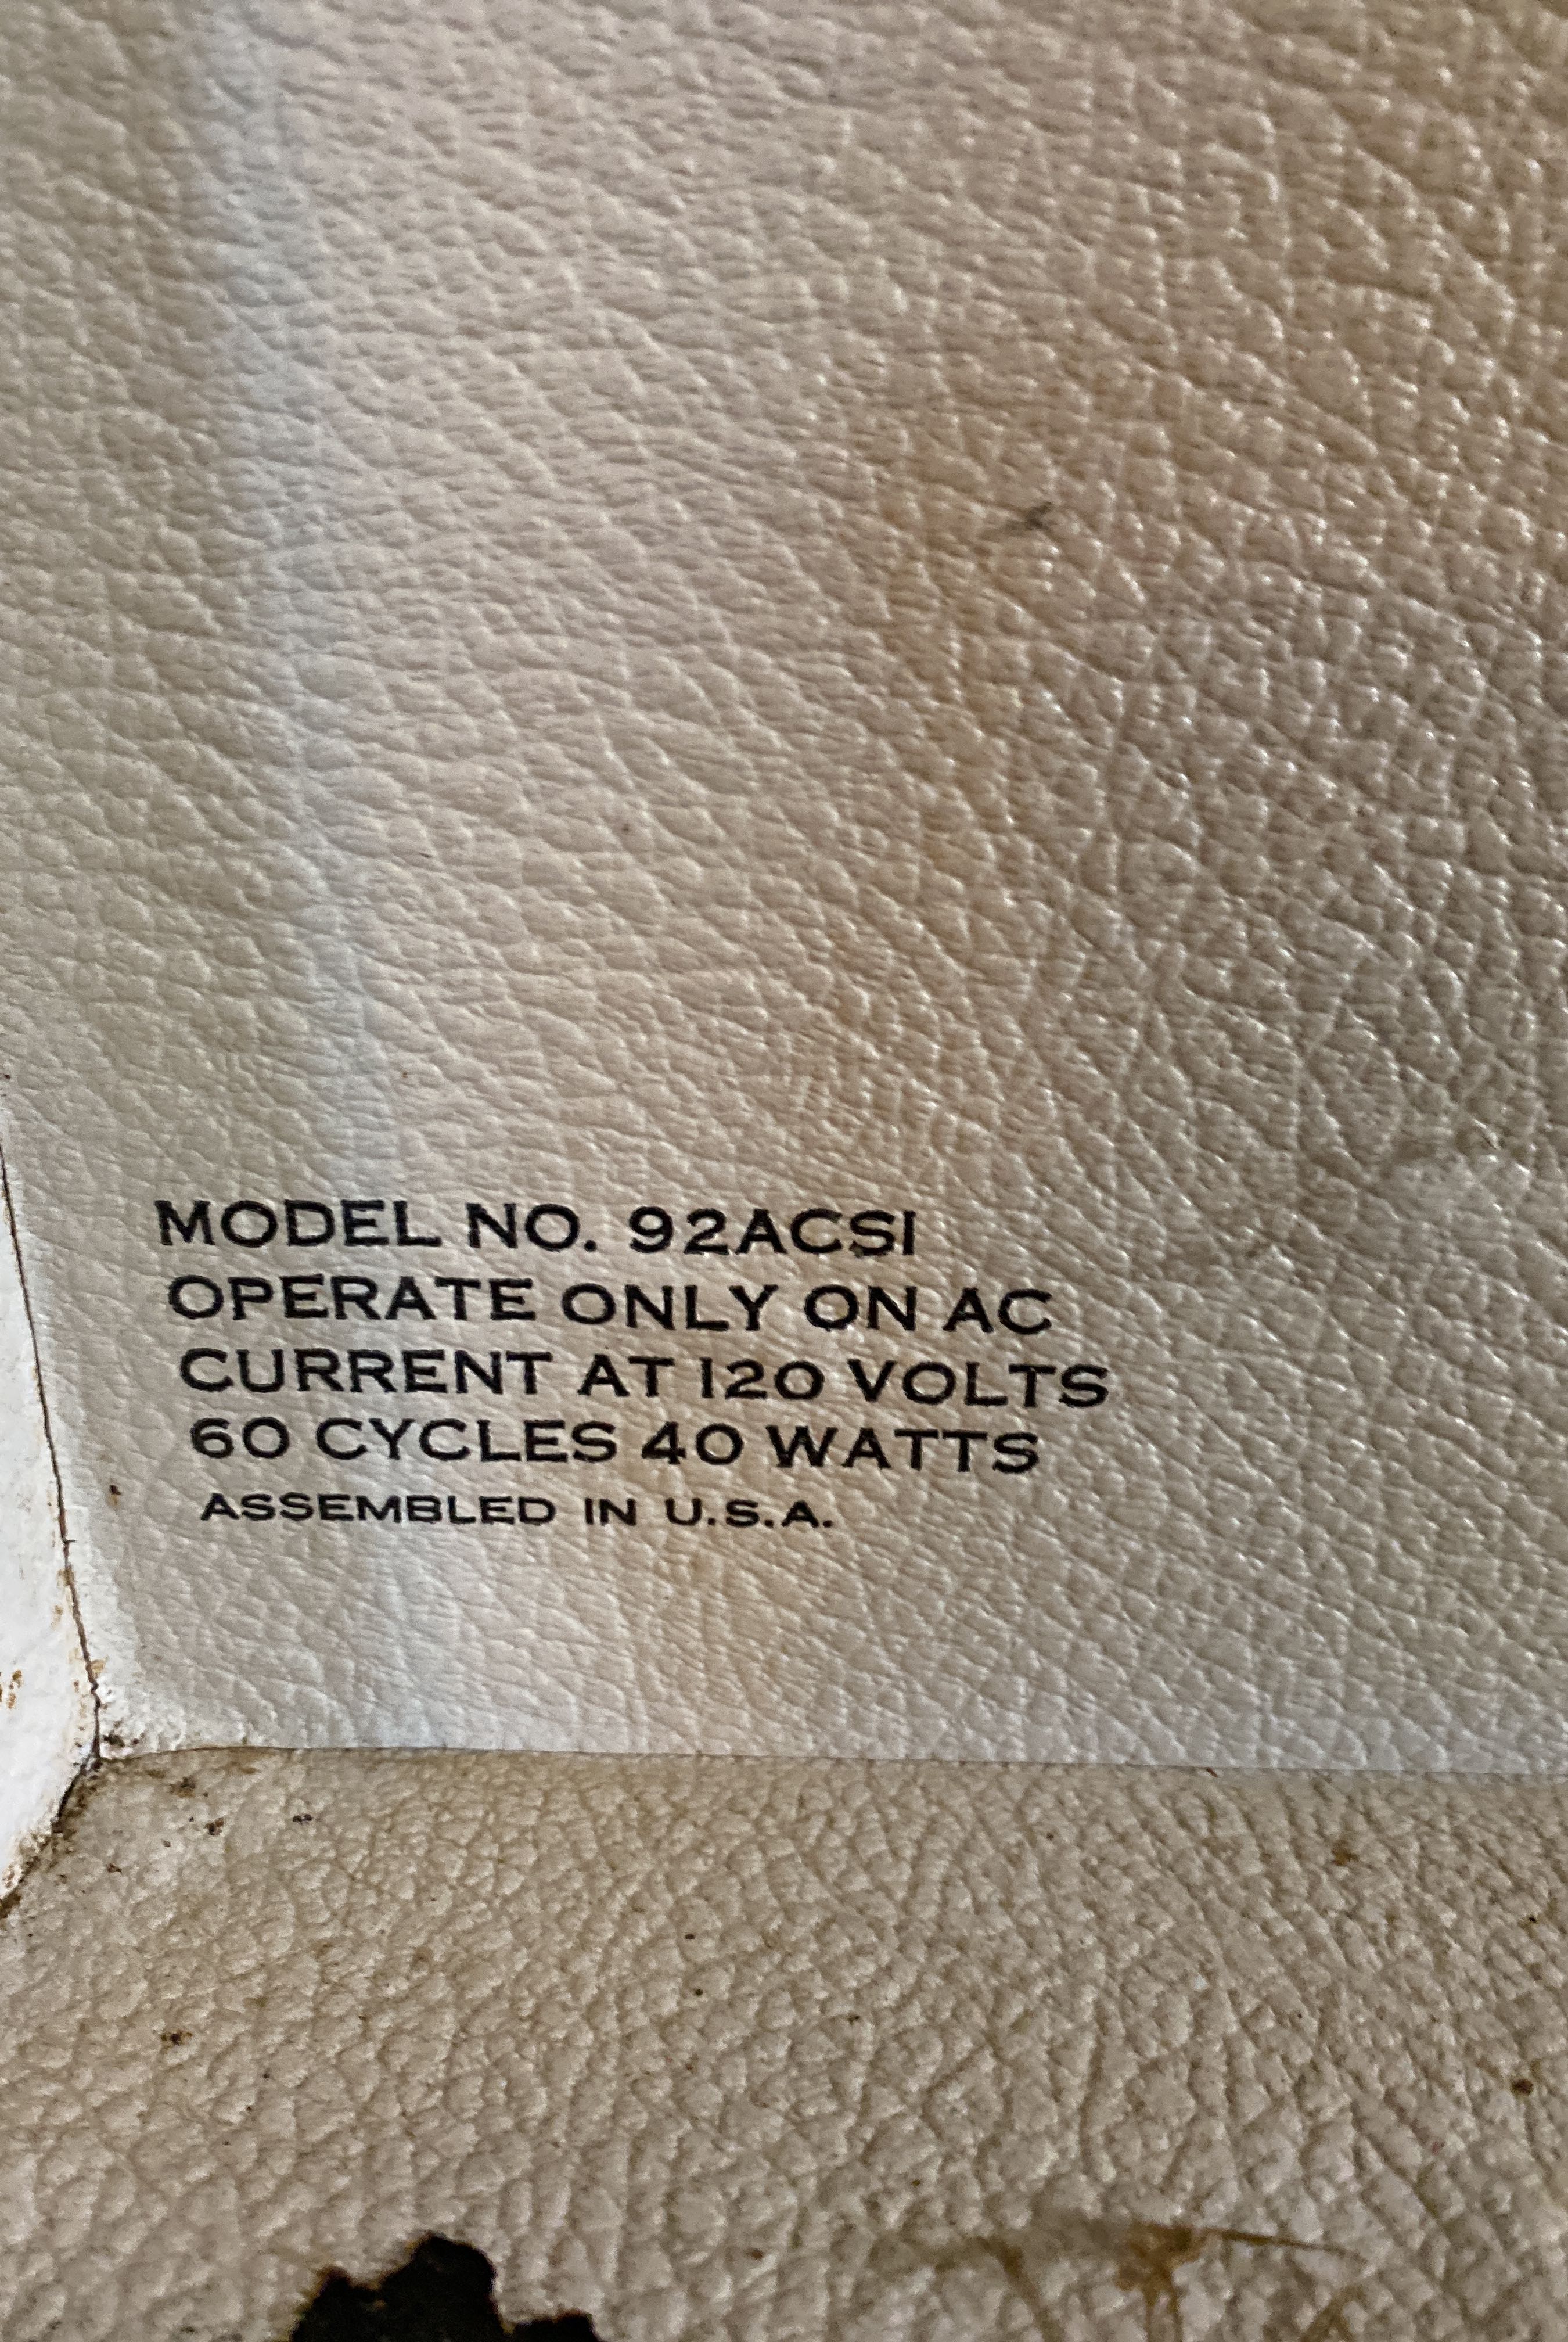 MODEL NO. 92ACSI
OPERATE ONLY ON AC
CURRENT AT 120 VOLTS
60 CYCLES 40 WATTS
ASSEMBLED IN U.S.A.